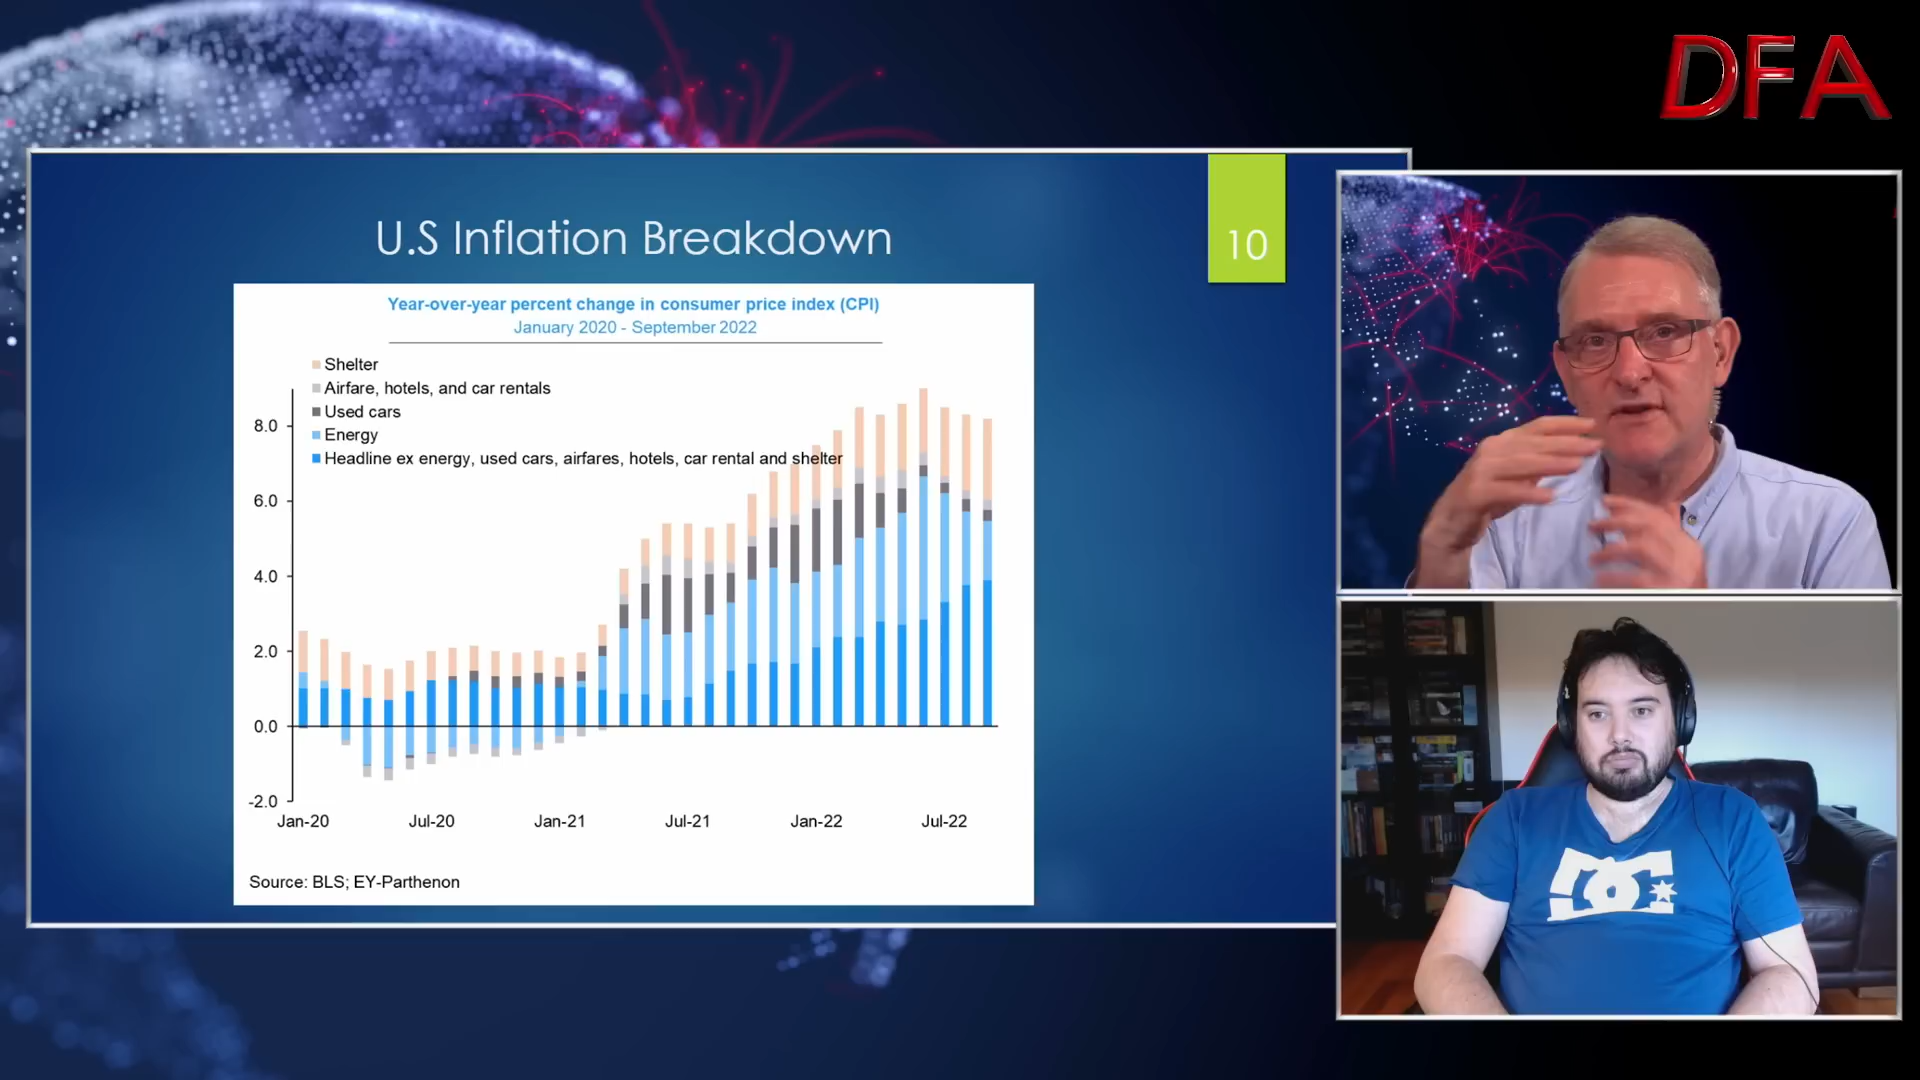 DFA
U.S Inflation Breakdown
10
Year-over-year percent change in consumer price index (CPI)
January 2020 - September 2022
Shelter
Airfare, hotels, and car rentals
Used cars
Energy
Headline ex energy, used cars, airfares, hotels, car rental and shelter
8.0
6.0
4.0
2.0
0.0
-2.0
Jan-20 Jul-20 Jan-21 Jul-21 Jan-22 Jul-22
Source: BLS; EY-Parthenon